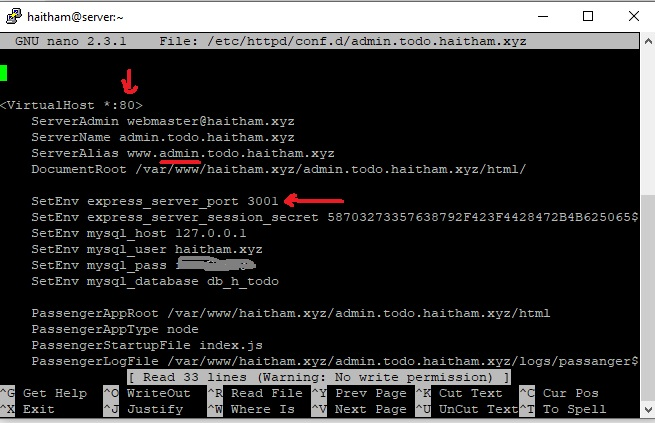 haitham@server:~
GNU nano 2.3.1 File: /etc/httpd/conf.d/admin.todo.haitham.xyz
<VirtualHost *:80>
ServerAdmin webmaster@haitham.xyz
ServerName admin.todo.haitham.xyz
ServerAlias www.admin.todo.haitham.xyz
DocumentRoot /var/www/haitham.xyz/admin.todo.haitham.xyz/html/
SetEnv express_server_port 3001
SetEnv express_server_session_secret 58703273357638792F423F4428472B4B625065$
SetEnv mysql_host 127.0.0.1
SetEnv mysql_user haitham.xyz
SetEnv mysql_pass
SetEnv mysql_database db_h_todo
PassengerAppRoot /var/www/haitham.xyz/admin.todo.haitham.xyz/html
PassengerAppType node
PassengerStartupFile index.js
PassengerLogFile /var/www/haitham.xyz/admin.todo.haitham.xyz/logs/passanger$
[ Read 33 lines (Warning: No write permission) ]
^G Get Help ^O WriteOut ^R Read File ^Y Prev Page ^K Cut Text ^C Cur Pos
^X Exit ^J Justify ^W Where Is ^V Next Page ^U UnCut Text ^T To Spell